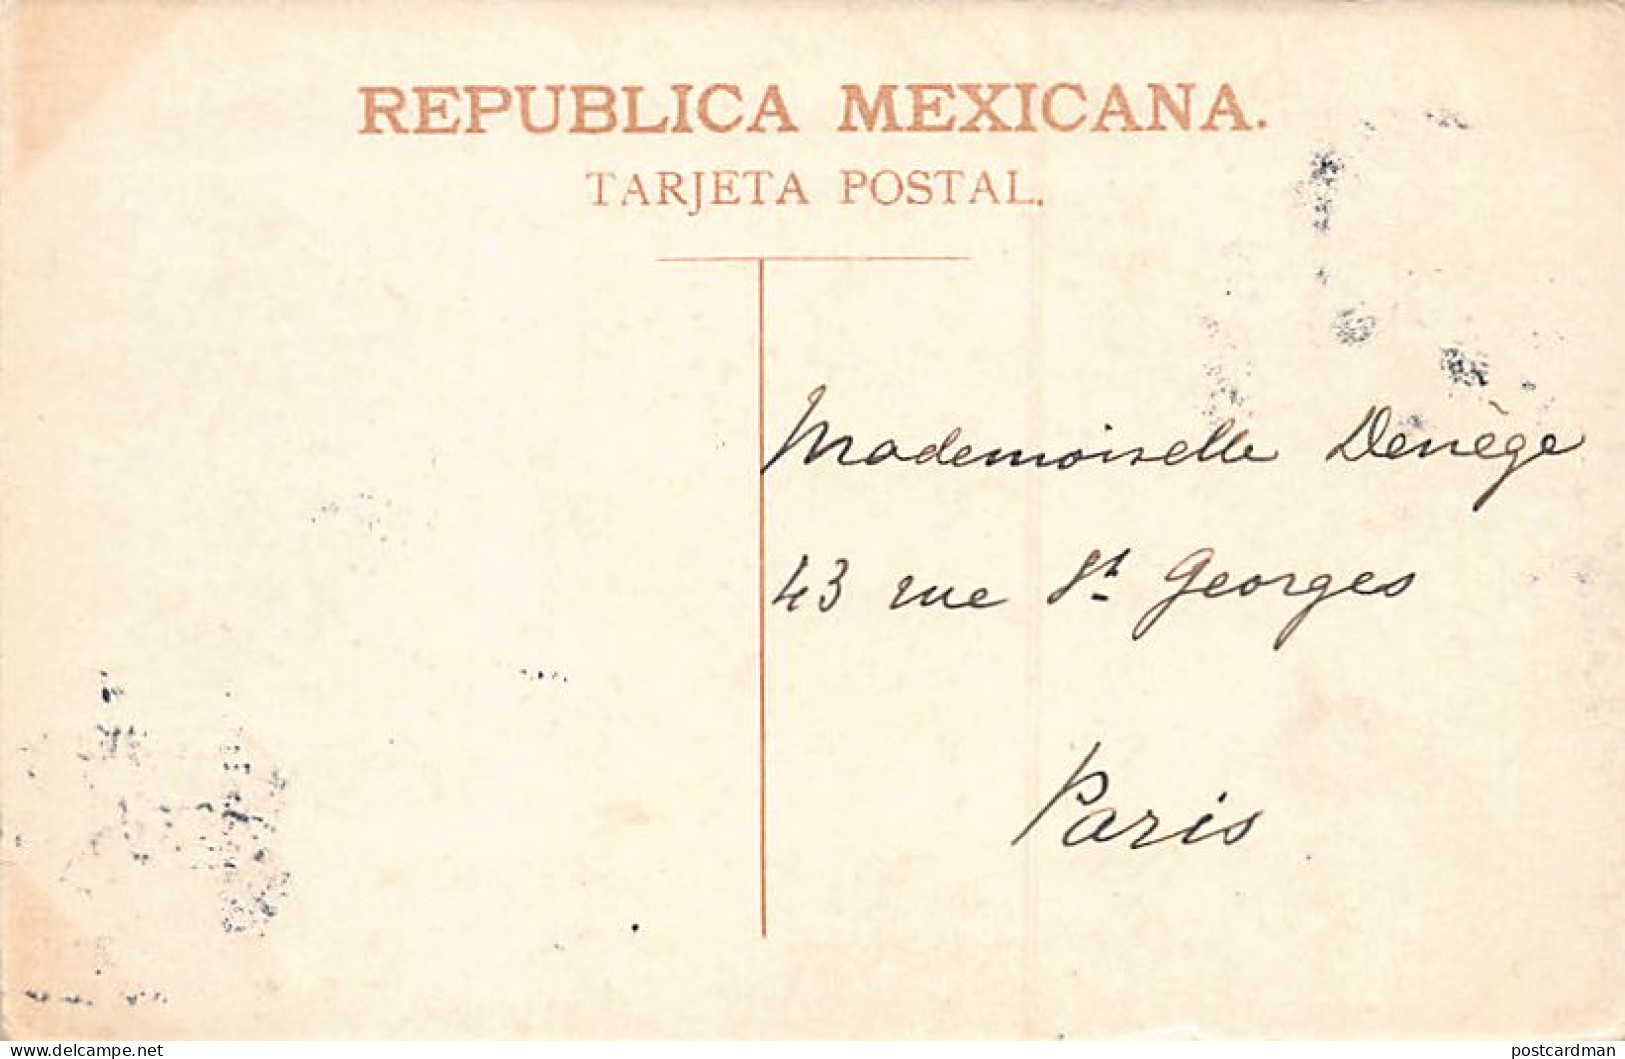 REPUBLICA MEXICANA.
TARJETA POSTAL.
Mademoiselle Denège
43 rue St Georges
Paris
www.delcampe.net
postcardman